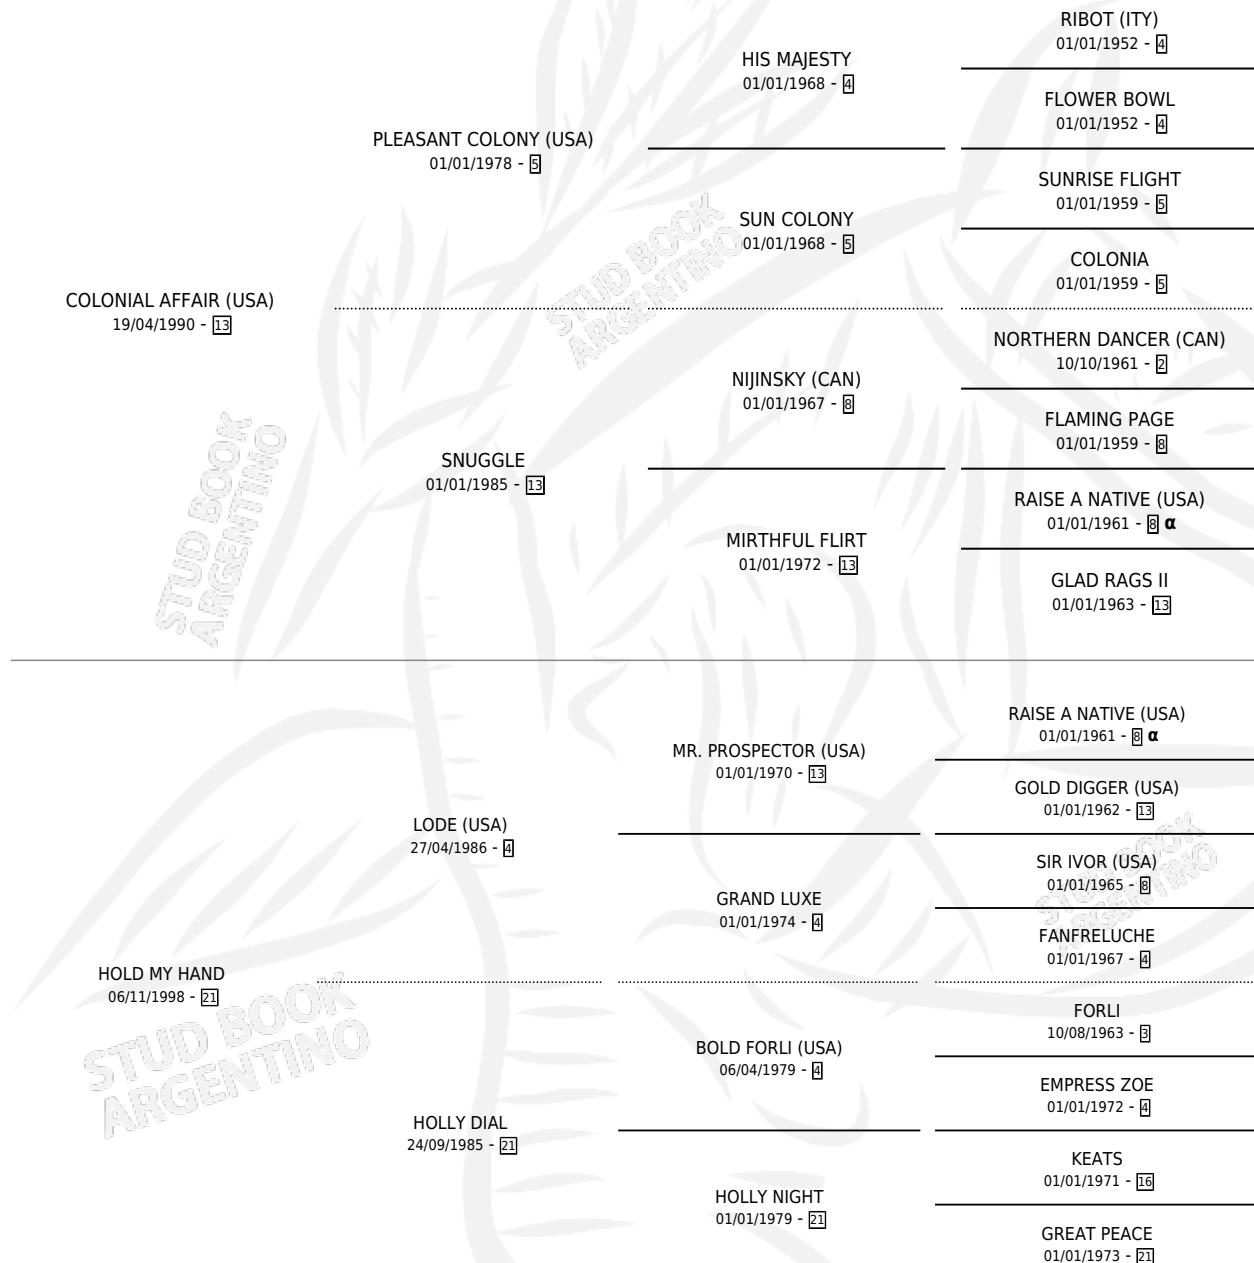 RIBOT (ITY)
01/01/1952 - 4
HIS MAJESTY
01/01/1968 - 4
FLOWER BOWL
01/01/1952 - 4
PLEASANT COLONY (USA)
01/01/1978 - 5
SUNRISE FLIGHT
01/01/1959 - 5
SUN COLONY
01/01/1968 - 5
COLONIA
01/01/1959 - 5
COLONIAL AFFAIR (USA)
19/04/1990 - 13
NORTHERN DANCER (CAN)
10/10/1961 - 2
NIJINSKY (CAN)
01/01/1967 - 8
FLAMING PAGE
01/01/1959 - 8
SNUGGLE
01/01/1985 - 13
RAISE A NATIVE (USA)
01/01/1961 - 8 α
MIRTHFUL FLIRT
01/01/1972 - 13
GLAD RAGS II
01/01/1963 - 13
STUD BOOK
ARGENTINO
STUD BOOK
ARGENTINO
RAISE A NATIVE (USA)
01/01/1961 - 8 α
MR. PROSPECTOR (USA)
01/01/1970 - 13
GOLD DIGGER (USA)
01/01/1962 - 13
LODE (USA)
27/04/1986 - 4
SIR IVOR (USA)
01/01/1965 - 8
GRAND LUXE
01/01/1974 - 4
FANFRELUCHE
01/01/1967 - 4
STUD BOOK
ARGENTINO
HOLD MY HAND
06/11/1998 - 21
FORLI
10/08/1963 - 3
BOLD FORLI (USA)
06/04/1979 - 4
EMPRESS ZOE
01/01/1972 - 4
HOLLY DIAL
24/09/1985 - 21
KEATS
01/01/1971 - 16
HOLLY NIGHT
01/01/1979 - 21
GREAT PEACE
01/01/1973 - 21
STUD BOOK
ARGENTINO